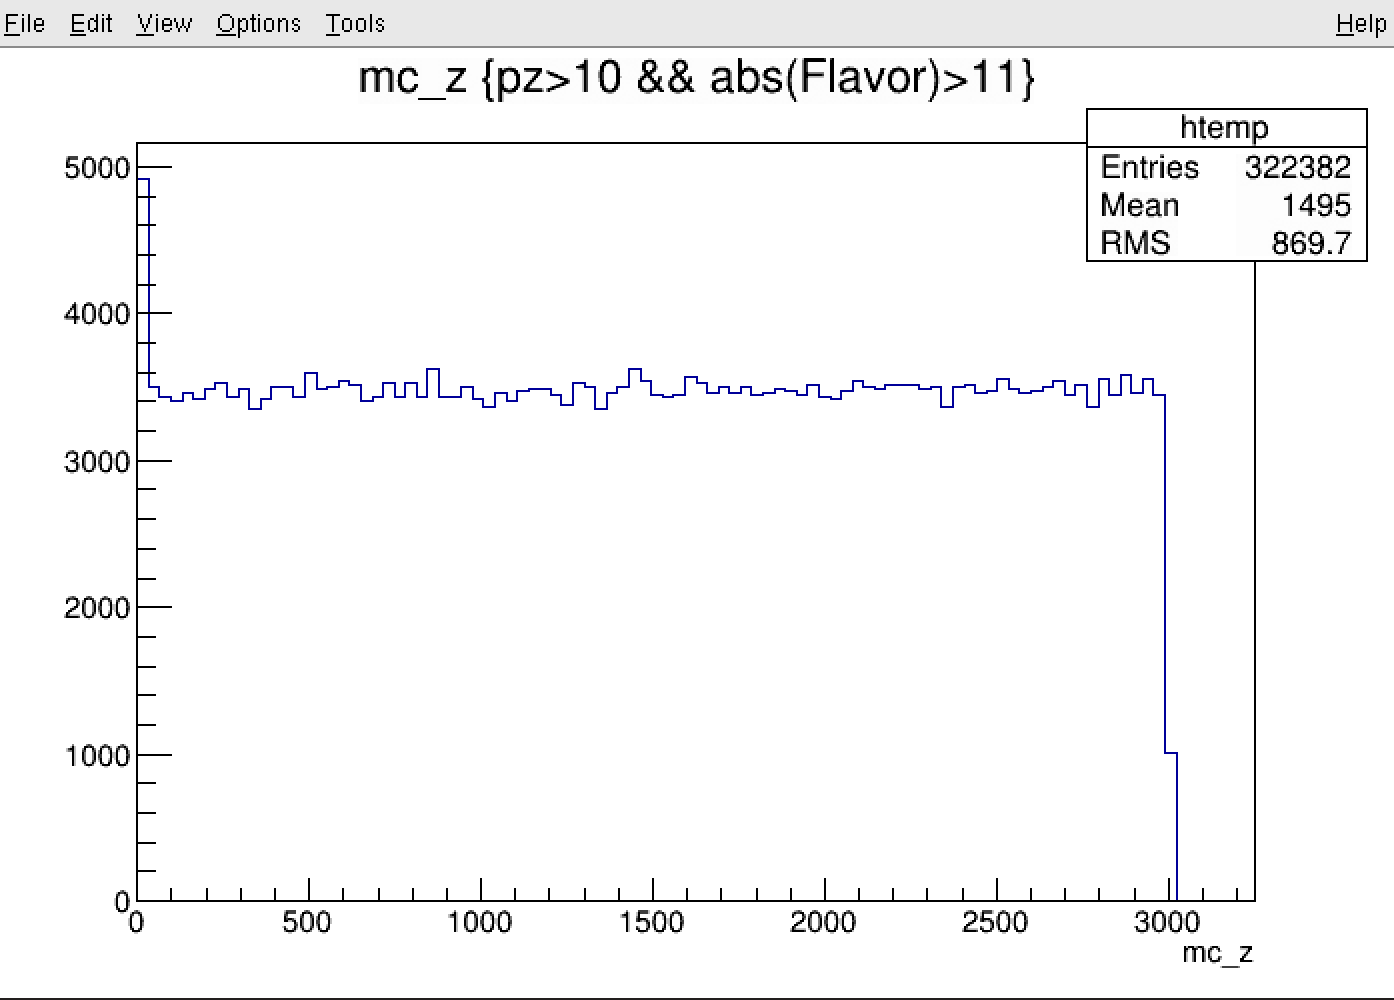 File Edit View Options Tools Help
mc_z {pz>10 && abs(Flavor)>11}
htemp
Entries 322382
Mean 1495
RMS 869.7
5000
4000
3000
2000
1000
0
0 500 1000 1500 2000 2500 3000
mc_z